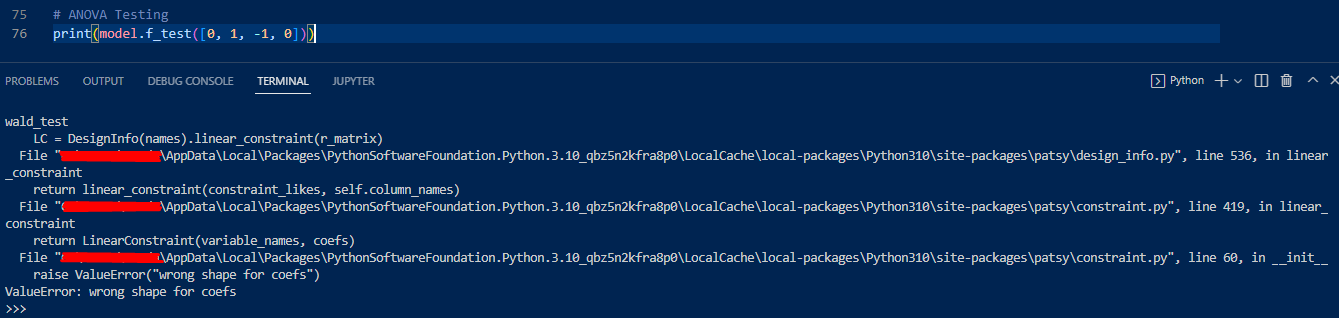 75 # ANOVA Testing
76 print(model.f_test([0, 1, -1, 0]))
PROBLEMS OUTPUT DEBUG CONSOLE TERMINAL JUPYTER Python
wald_test
LC = DesignInfo(names).linear_constraint(r_matrix)
File "\AppData\Local\Packages\PythonSoftwareFoundation.Python.3.10_qbz5n2kfra8p0\LocalCache\local-packages\Python310\site-packages\patsy\design_info.py", line 536, in linear
_constraint
return linear_constraint(constraint_likes, self.column_names)
File "\AppData\Local\Packages\PythonSoftwareFoundation.Python.3.10_qbz5n2kfra8p0\LocalCache\local-packages\Python310\site-packages\patsy\constraint.py", line 419, in linear_
constraint
return LinearConstraint(variable_names, coefs)
File "\AppData\Local\Packages\PythonSoftwareFoundation.Python.3.10_qbz5n2kfra8p0\LocalCache\local-packages\Python310\site-packages\patsy\constraint.py", line 60, in __init__
raise ValueError("wrong shape for coefs")
ValueError: wrong shape for coefs
>>>